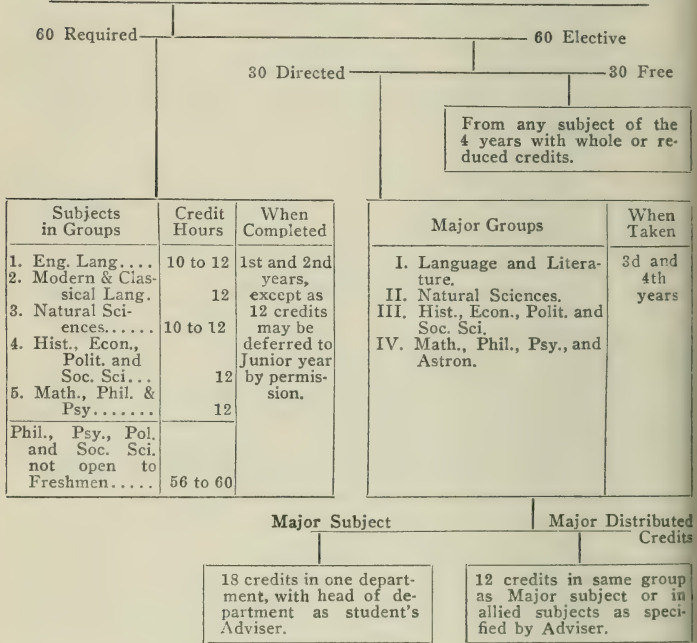 60 Required
60 Elective
30 Directed
30 Free
From any subject of the
4 years with whole or re-
duced credits.
Subjects
in Groups
Credit
Hours
When
Completed
1. Eng. Lang.... 10 to 12
2. Modern & Clas-
sical Lang. 12
3. Natural Sci-
ences...... 10 to 12
4. Hist., Econ.,
Polit. and
Soc. Sci... 12
5. Math., Phil. &
Psy....... 12
Phil., Psy., Pol.
and Soc. Sci.
not open to
Freshmen..... 56 to 60
1st and 2nd
years,
except as
12 credits
may be
deferred to
Junior year
by permis-
sion.
Major Groups
When
Taken
I. Language and Litera-
ture.
II. Natural Sciences.
III. Hist., Econ., Polit. and
Soc. Sci.
IV. Math., Phil., Psy., and
Astron.
3d and
4th
years
Major Subject
Major Distributed
Credits
18 credits in one depart-
ment, with head of de-
partment as student's
Adviser.
12 credits in same group
as Major subject or in
allied subjects as speci-
fied by Adviser.